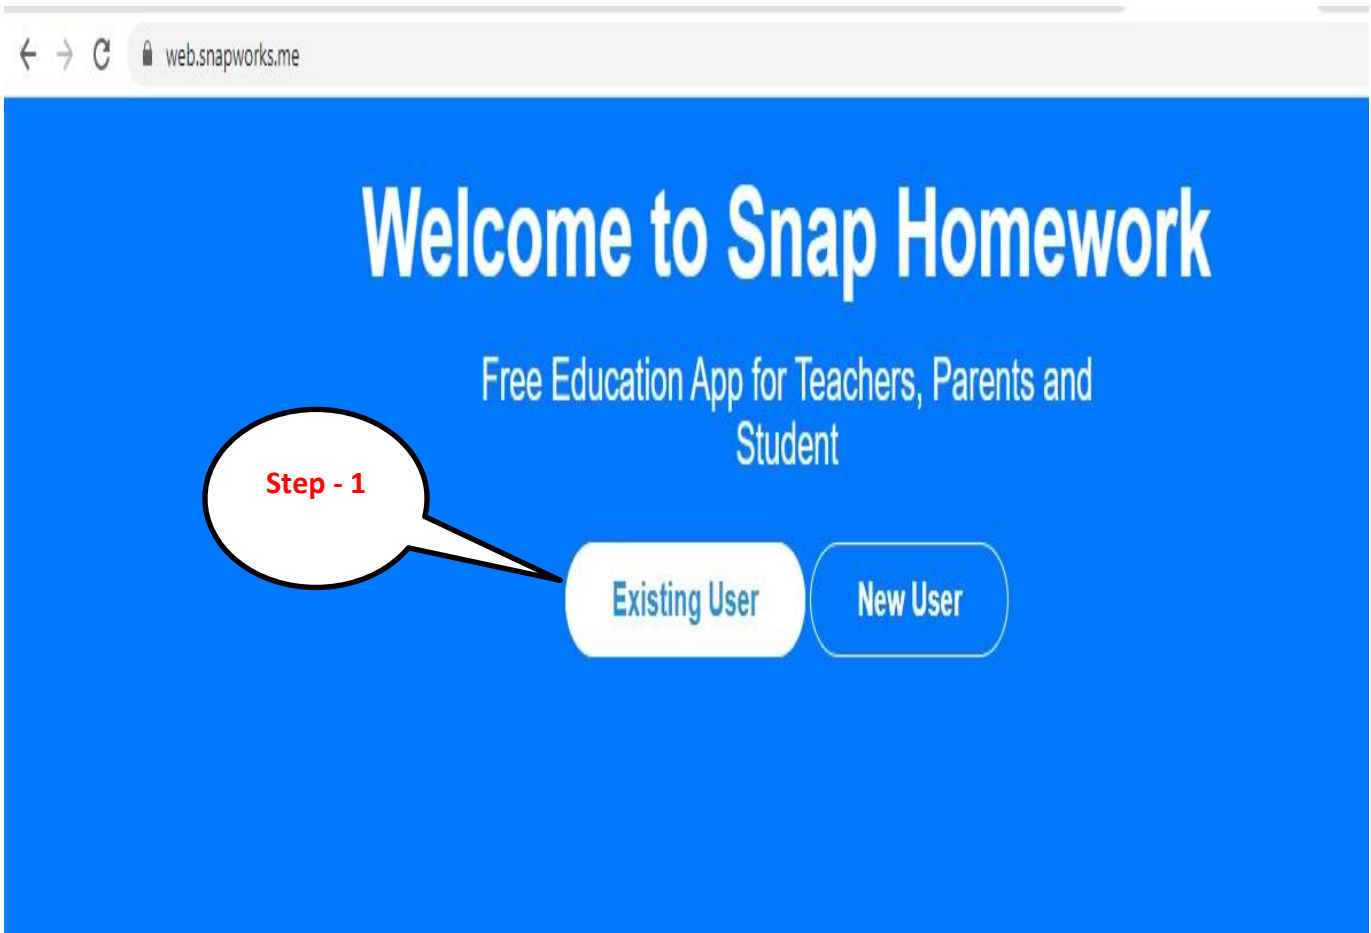 web.snapworks.me
Welcome to Snap Homework
Free Education App for Teachers, Parents and
Student
Step - 1
Existing User
New User